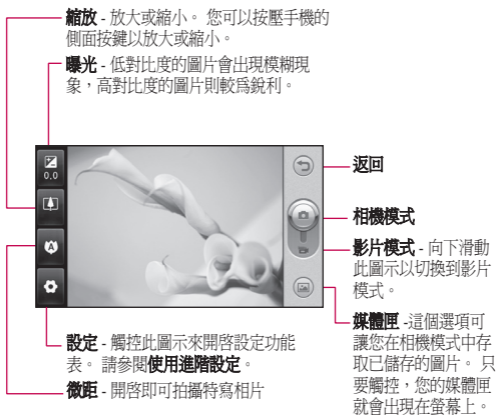 縮放 - 放大或縮小。 您可以按壓手機的
側面按鍵以放大或縮小。
曝光 - 低對比度的圖片會出現模糊現
象，高對比度的圖片則較爲銳利。
0.0
返回
相機模式
影片模式 - 向下滑動
此圖示以切換到影片
模式。
媒體匣 -這個選項可
讓您在相機模式中存
取已儲存的圖片。 只
要觸控，您的媒體匣
就會出現在螢幕上。
設定 - 觸控此圖示來開啓設定功能
表。 請參閱使用進階設定。
微距 - 開啓即可拍攝特寫相片